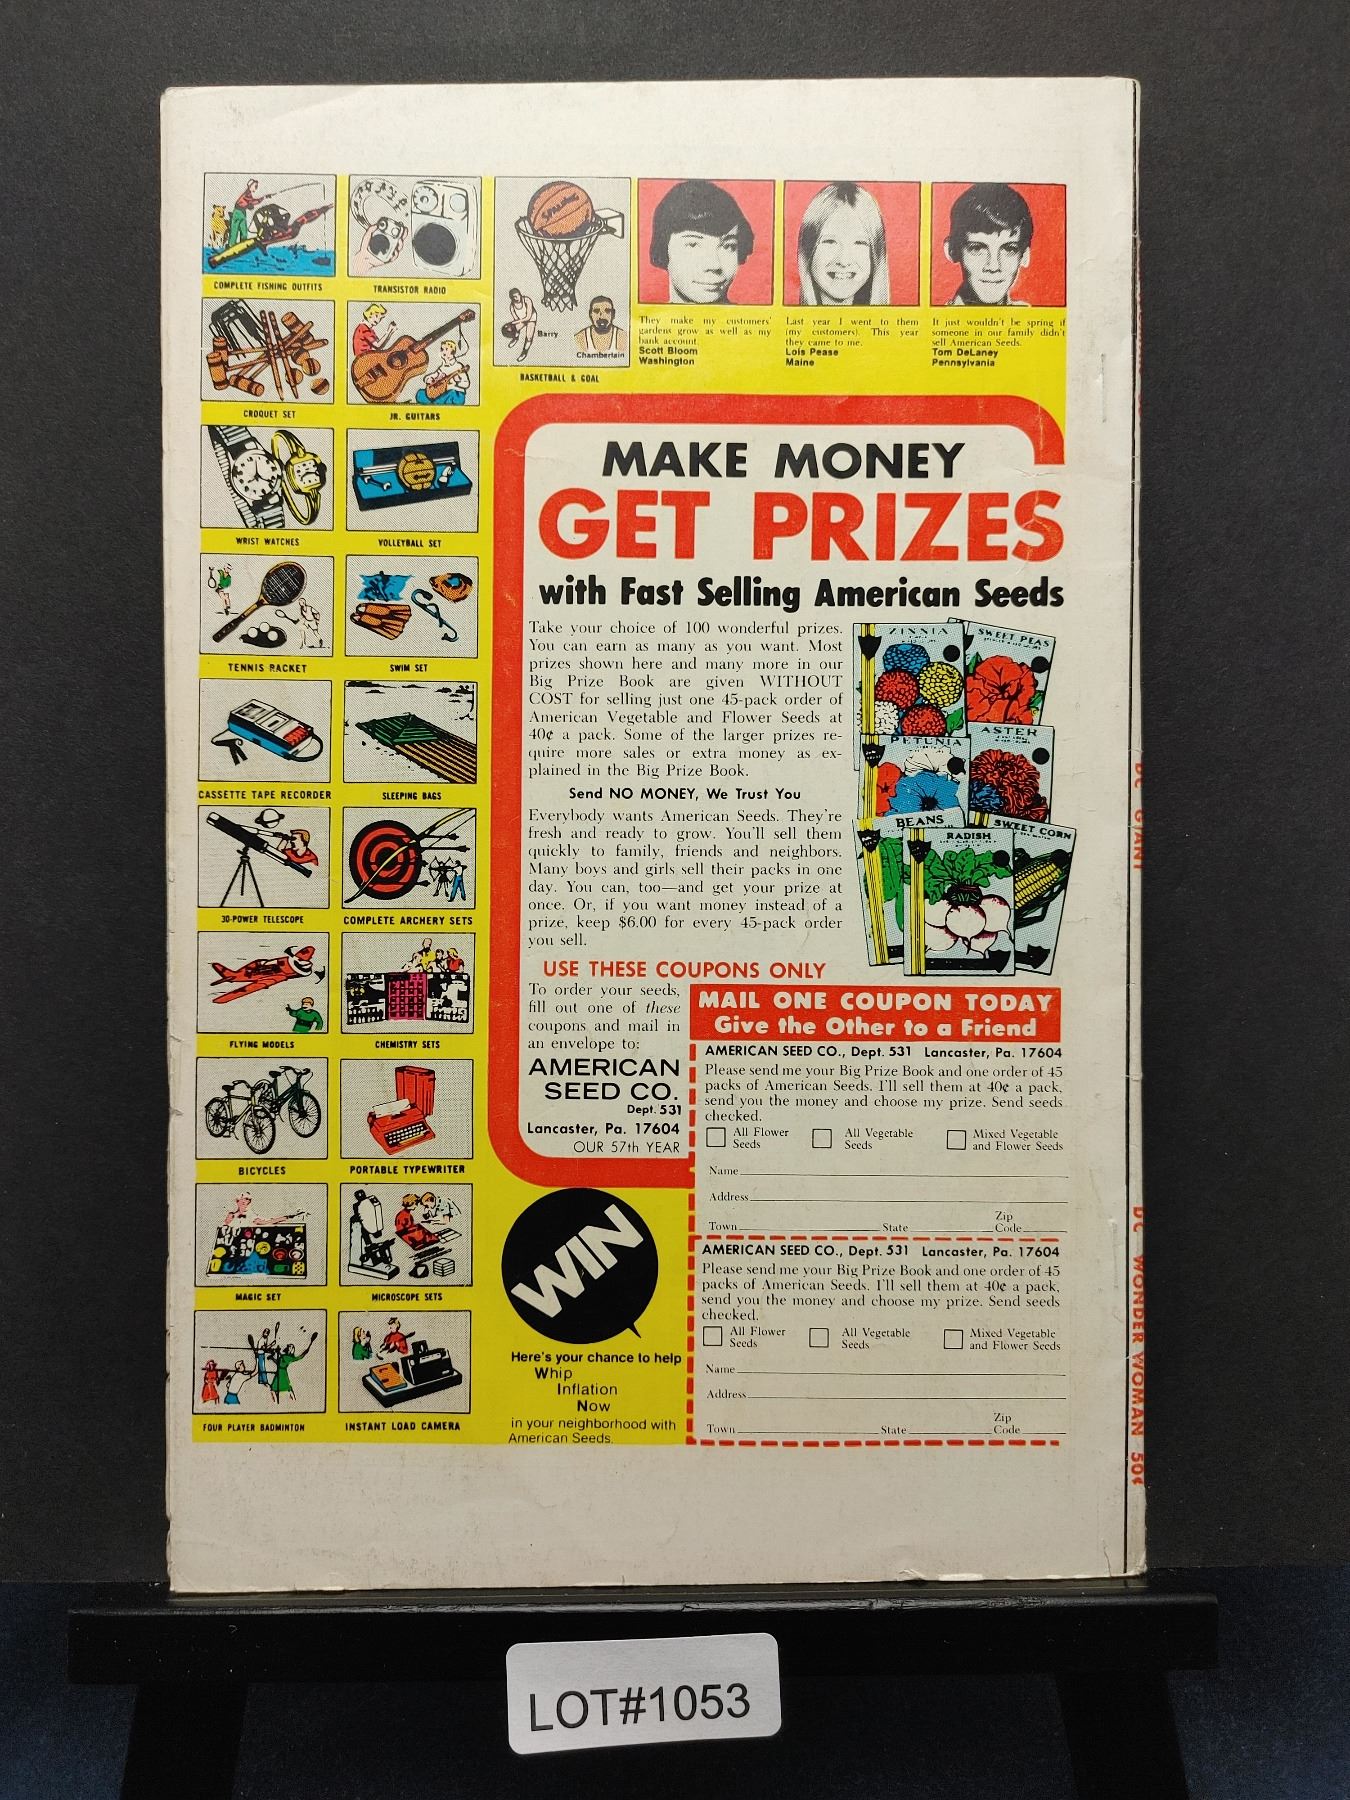 COMPLETE FISHING OUTFITS
TRANSISTOR RADIO
Spalding
Barry
Chamberlain
BASKETBALL & GOAL
They make my customers'
gardens grow as well as my
bank account.
Scott Bloom
Washington
Last year I went to them
(my customers). This year
they came to me.
Lois Pease
Maine
It just wouldn't be spring if
someone in our family didn't
sell American Seeds.
Tom DeLaney
Pennsylvania
CROQUET SET
JR. GUITARS
WRIST WATCHES
VOLLEYBALL SET
TENNIS RACKET
SWIM SET
CASSETTE TAPE RECORDER
SLEEPING BAGS
30-POWER TELESCOPE
COMPLETE ARCHERY SETS
FLYING MODELS
CHEMISTRY SETS
BICYCLES
PORTABLE TYPEWRITER
MAGIC SET
MICROSCOPE SETS
FOUR PLAYER BADMINTON
INSTANT LOAD CAMERA
MAKE MONEY
GET PRIZES
with Fast Selling American Seeds
Take your choice of 100 wonderful prizes.
You can earn as many as you want. Most
prizes shown here and many more in our
Big Prize Book are given WITHOUT
COST for selling just one 45-pack order of
American Vegetable and Flower Seeds at
40¢ a pack. Some of the larger prizes re-
quire more sales or extra money as ex-
plained in the Big Prize Book.
Send NO MONEY, We Trust You
Everybody wants American Seeds. They're
fresh and ready to grow. You'll sell them
quickly to family, friends and neighbors.
Many boys and girls sell their packs in one
day. You can, too—and get your prize at
once. Or, if you want money instead of a
prize, keep $6.00 for every 45-pack order
you sell.
ZINNIA
SWEET PEAS
PETUNIA
ASTER
BEANS
RADISH
SWEET CORN
USE THESE COUPONS ONLY
To order your seeds,
fill out one of these
coupons and mail in
an envelope to:
AMERICAN
SEED CO.
Dept. 531
Lancaster, Pa. 17604
OUR 57th YEAR
MAIL ONE COUPON TODAY
Give the Other to a Friend
AMERICAN SEED CO., Dept. 531 Lancaster, Pa. 17604
Please send me your Big Prize Book and one order of 45
packs of American Seeds. I'll sell them at 40¢ a pack,
send you the money and choose my prize. Send seeds
checked.
All Flower Seeds
All Vegetable Seeds
Mixed Vegetable and Flower Seeds
Name
Address
Town State Zip Code
AMERICAN SEED CO., Dept. 531 Lancaster, Pa. 17604
Please send me your Big Prize Book and one order of 45
packs of American Seeds. I'll sell them at 40¢ a pack,
send you the money and choose my prize. Send seeds
checked.
All Flower Seeds
All Vegetable Seeds
Mixed Vegetable and Flower Seeds
Name
Address
Town State Zip Code
WIN
Here's your chance to help
Whip
Inflation
Now
in your neighborhood with
American Seeds.
DC GIANT
DC WONDER WOMAN 50¢
LOT#1053